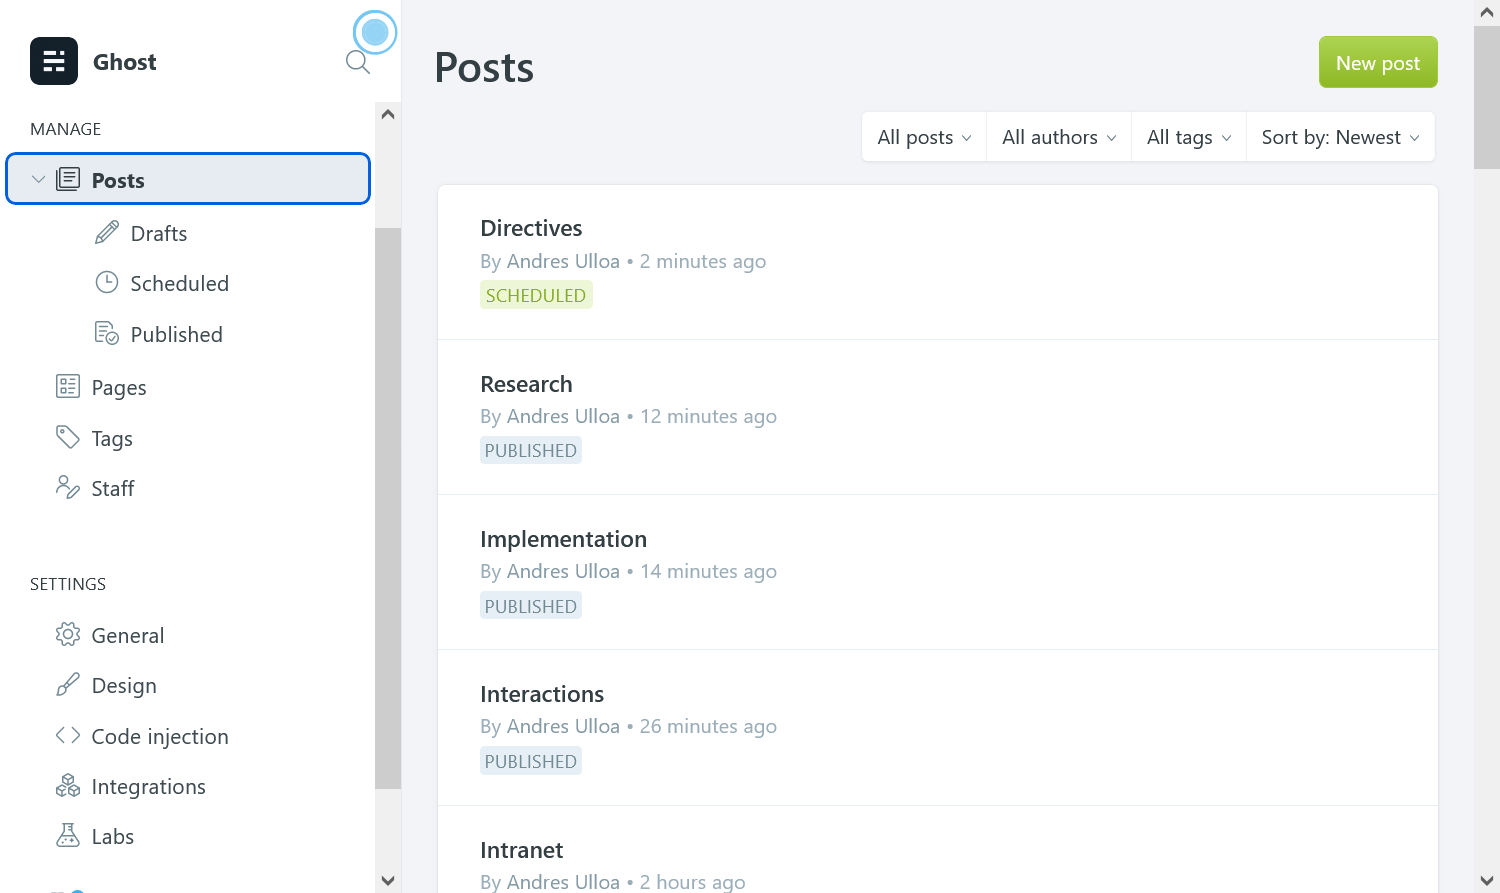 Ghost
MANAGE
Posts
Drafts
Scheduled
Published
Pages
Tags
Staff
SETTINGS
General
Design
Code injection
Integrations
Labs
Posts
New post
All posts
All authors
All tags
Sort by: Newest
Directives
By Andres Ulloa • 2 minutes ago
SCHEDULED
Research
By Andres Ulloa • 12 minutes ago
PUBLISHED
Implementation
By Andres Ulloa • 14 minutes ago
PUBLISHED
Interactions
By Andres Ulloa • 26 minutes ago
PUBLISHED
Intranet
By Andres Ulloa • 2 hours ago